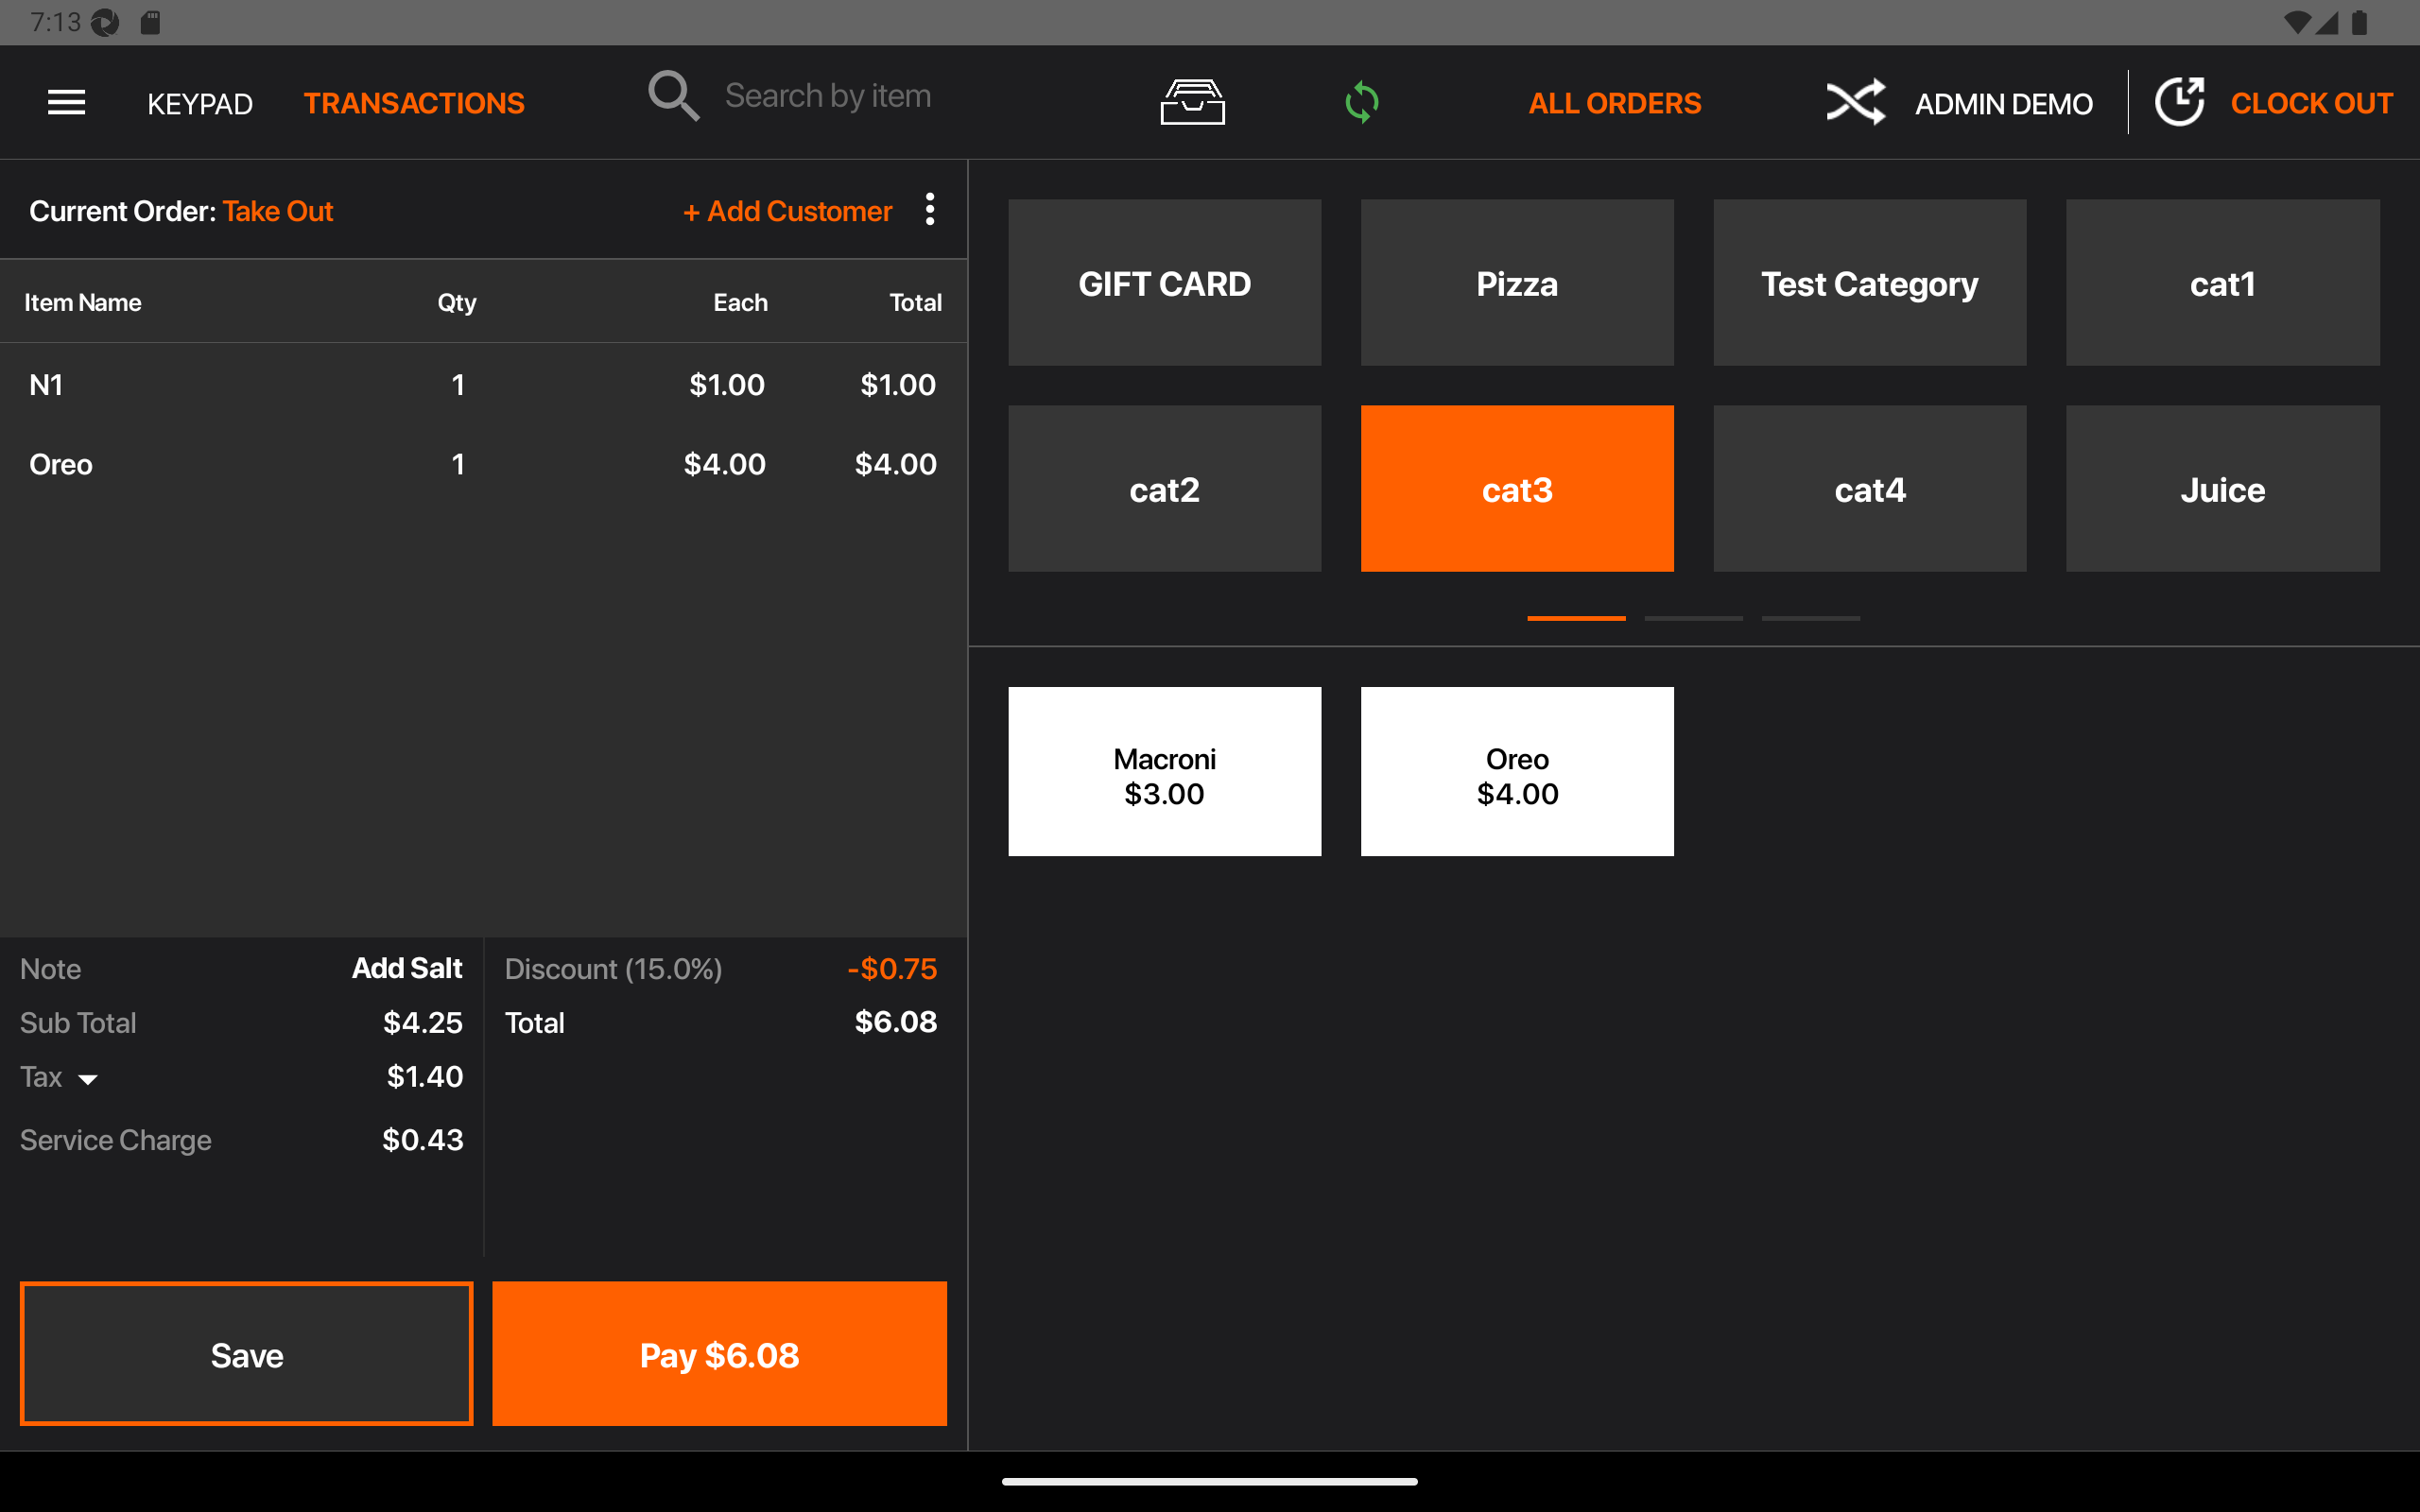 7:13
KEYPAD TRANSACTIONS Search by item ALL ORDERS ADMIN DEMO CLOCK OUT
Current Order: Take Out + Add Customer
Item Name Qty Each Total
N1 1 $1.00 $1.00
Oreo 1 $4.00 $4.00
Note Add Salt
Sub Total $4.25
Tax $1.40
Service Charge $0.43
Discount (15.0%) -$0.75
Total $6.08
Save Pay $6.08
GIFT CARD Pizza Test Category cat1
cat2 cat3 cat4 Juice
Macroni Oreo
$3.00 $4.00